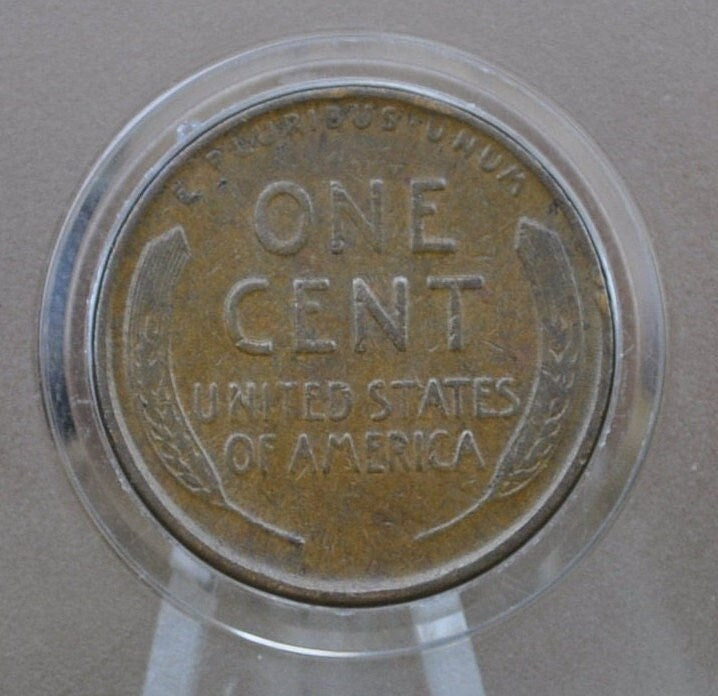 E PLURIBUS UNUM
ONE
CENT
UNITED STATES
OF AMERICA